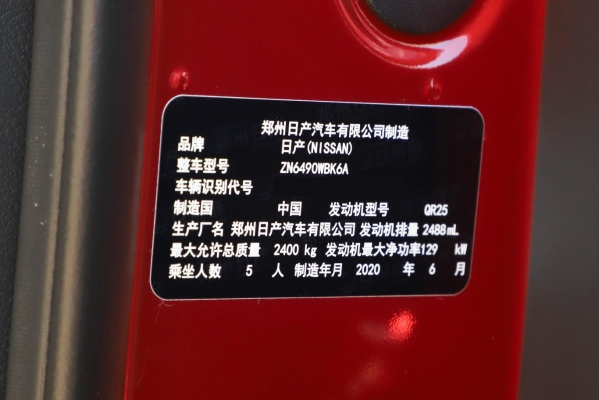 郑州日产汽车有限公司制造
品牌 日产(NISSAN)
整车型号 ZN6490WBK6A
车辆识别代号
制造国 中国 发动机型号 QR25
生产厂名 郑州日产汽车有限公司 发动机排量 2488mL
最大允许总质量 2400 kg 发动机最大净功率129 kW
乘坐人数 5 人 制造年月 2020 年 6 月